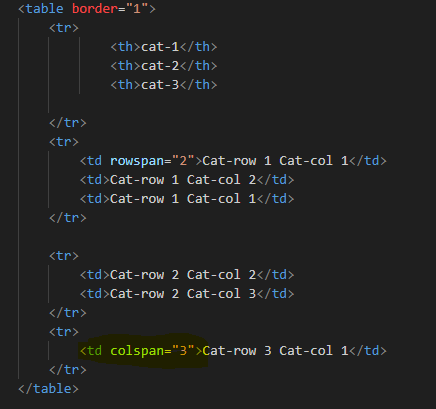 <table border="1">
<tr>
<th>cat-1</th>
<th>cat-2</th>
<th>cat-3</th>
</tr>
<tr>
<td rowspan="2">Cat-row 1 Cat-col 1</td>
<td>Cat-row 1 Cat-col 2</td>
<td>Cat-row 1 Cat-col 1</td>
</tr>
<tr>
<td>Cat-row 2 Cat-col 2</td>
<td>Cat-row 2 Cat-col 3</td>
</tr>
<tr>
<td colspan="3">Cat-row 3 Cat-col 1</td>
</tr>
</table>